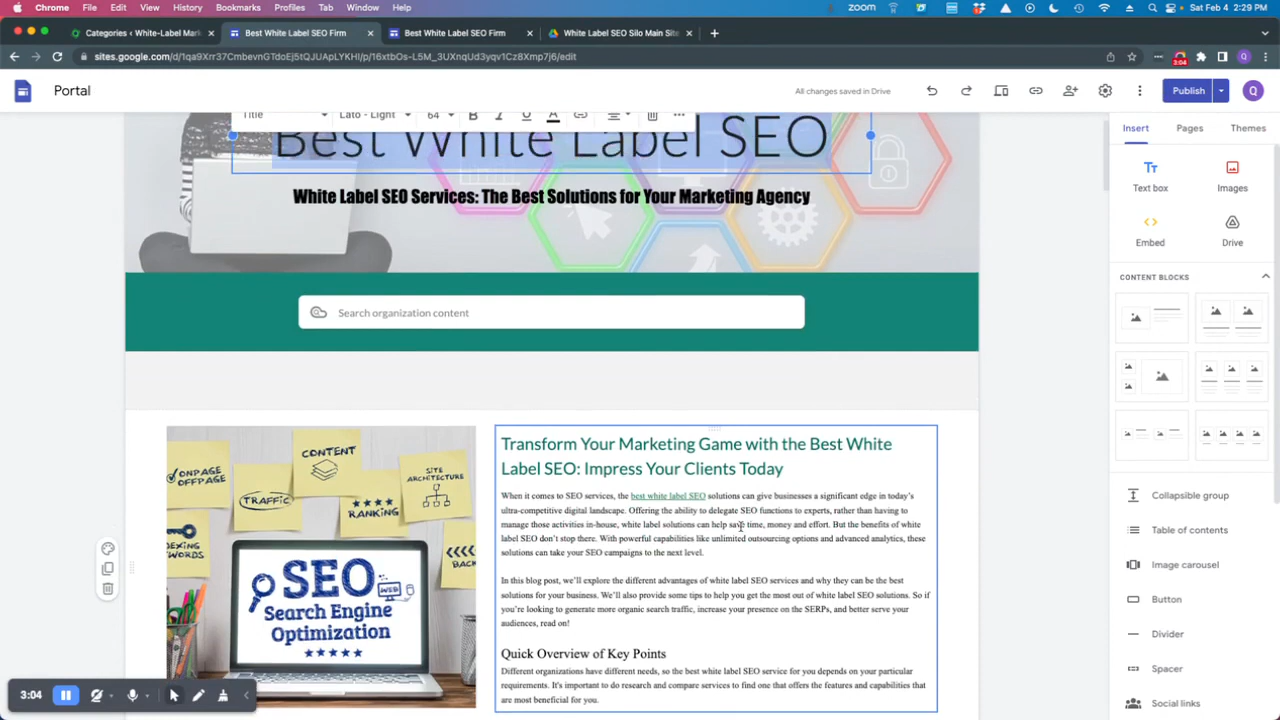 Chrome File Edit View History Bookmarks Profiles Tab Window Help
ZOOM Sat Feb 4 2:29 PM
Categories ‹ White-Label Mark
Best White Label SEO Firm
Best White Label SEO Firm
White Label SEO Silo Main Site
sites.google.com/d/1qa9Xrr37CmbevnGTdoEj5tQJUApLYKHI/p/16xtbOs-L5M_3UXnqUd3yqv1Cz8Xmp7j6/edit
3:04
Portal
All changes saved in Drive
Publish
Q
Title Lato - Light 64 B I U A
Best White Label SEO
White Label SEO Services: The Best Solutions for Your Marketing Agency
Search organization content
ONPAGE
OFFPAGE
CONTENT
TRAFFIC
RANKING
SITE
ARCHITECTURE
WORDS
BACK
SEO
WEB
Search Engine
Optimization
Transform Your Marketing Game with the Best White
Label SEO: Impress Your Clients Today
When it comes to SEO services, the best white label SEO solutions can give businesses a significant edge in today's
ultra-competitive digital landscape. Offering the ability to delegate SEO functions to experts, rather than having to
manage those activities in-house, white label solutions can help save time, money and effort. But the benefits of white
label SEO don't stop there. With powerful capabilities like unlimited outsourcing options and advanced analytics, these
solutions can take your SEO campaigns to the next level.
In this blog post, we'll explore the different advantages of white label SEO services and why they can be the best
solutions for your business. We'll also provide some tips to help you get the most out of white label SEO solutions. So if
you're looking to generate more organic search traffic, increase your presence on the SERPs, and better serve your
audiences, read on!
Quick Overview of Key Points
Different organizations have different needs, so the best white label SEO service for you depends on your particular
requirements. It's important to do research and compare services to find one that offers the features and capabilities that
are most beneficial for you.
Insert Pages Themes
Text box
Images
Embed
Drive
CONTENT BLOCKS
Collapsible group
Table of contents
Image carousel
Button
Divider
Spacer
Social links
3:04